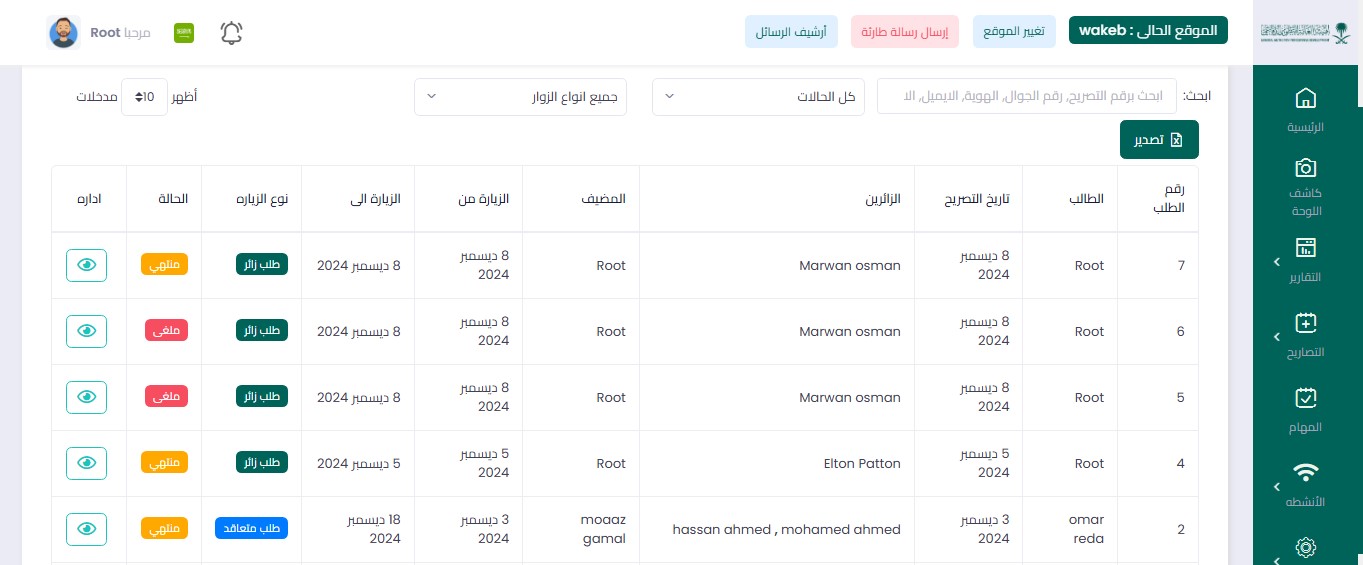 الموقع الحالى : wakeb
تغيير الموقع
إرسال رسالة طارئة
أرشيف الرسائل
مرحبا Root
الرئيسية
كاشف
اللوحة
التقارير
التصاريح
المهام
الأنشطه
ابحث:
ابحث برقم التصريح, رقم الجوال, الهوية, الايميل, الا
كل الحالات
جميع انواع الزوار
أظهر 10 مدخلات
تصدير
رقم الطلب الطالب تاريخ التصريح الزائرين المضيف الزيارة من الزيارة الى نوع الزياره الحالة اداره
7 Root 8 ديسمبر 2024 Marwan osman Root 8 ديسمبر 2024 8 ديسمبر 2024 طلب زائر منتهي
6 Root 8 ديسمبر 2024 Marwan osman Root 8 ديسمبر 2024 8 ديسمبر 2024 طلب زائر ملغى
5 Root 8 ديسمبر 2024 Marwan osman Root 8 ديسمبر 2024 8 ديسمبر 2024 طلب زائر ملغى
4 Root 5 ديسمبر 2024 Elton Patton Root 5 ديسمبر 2024 5 ديسمبر 2024 طلب زائر منتهي
2 omar reda 3 ديسمبر 2024 hassan ahmed , mohamed ahmed moaaz gamal 3 ديسمبر 2024 18 ديسمبر 2024 طلب متعاقد منتهي